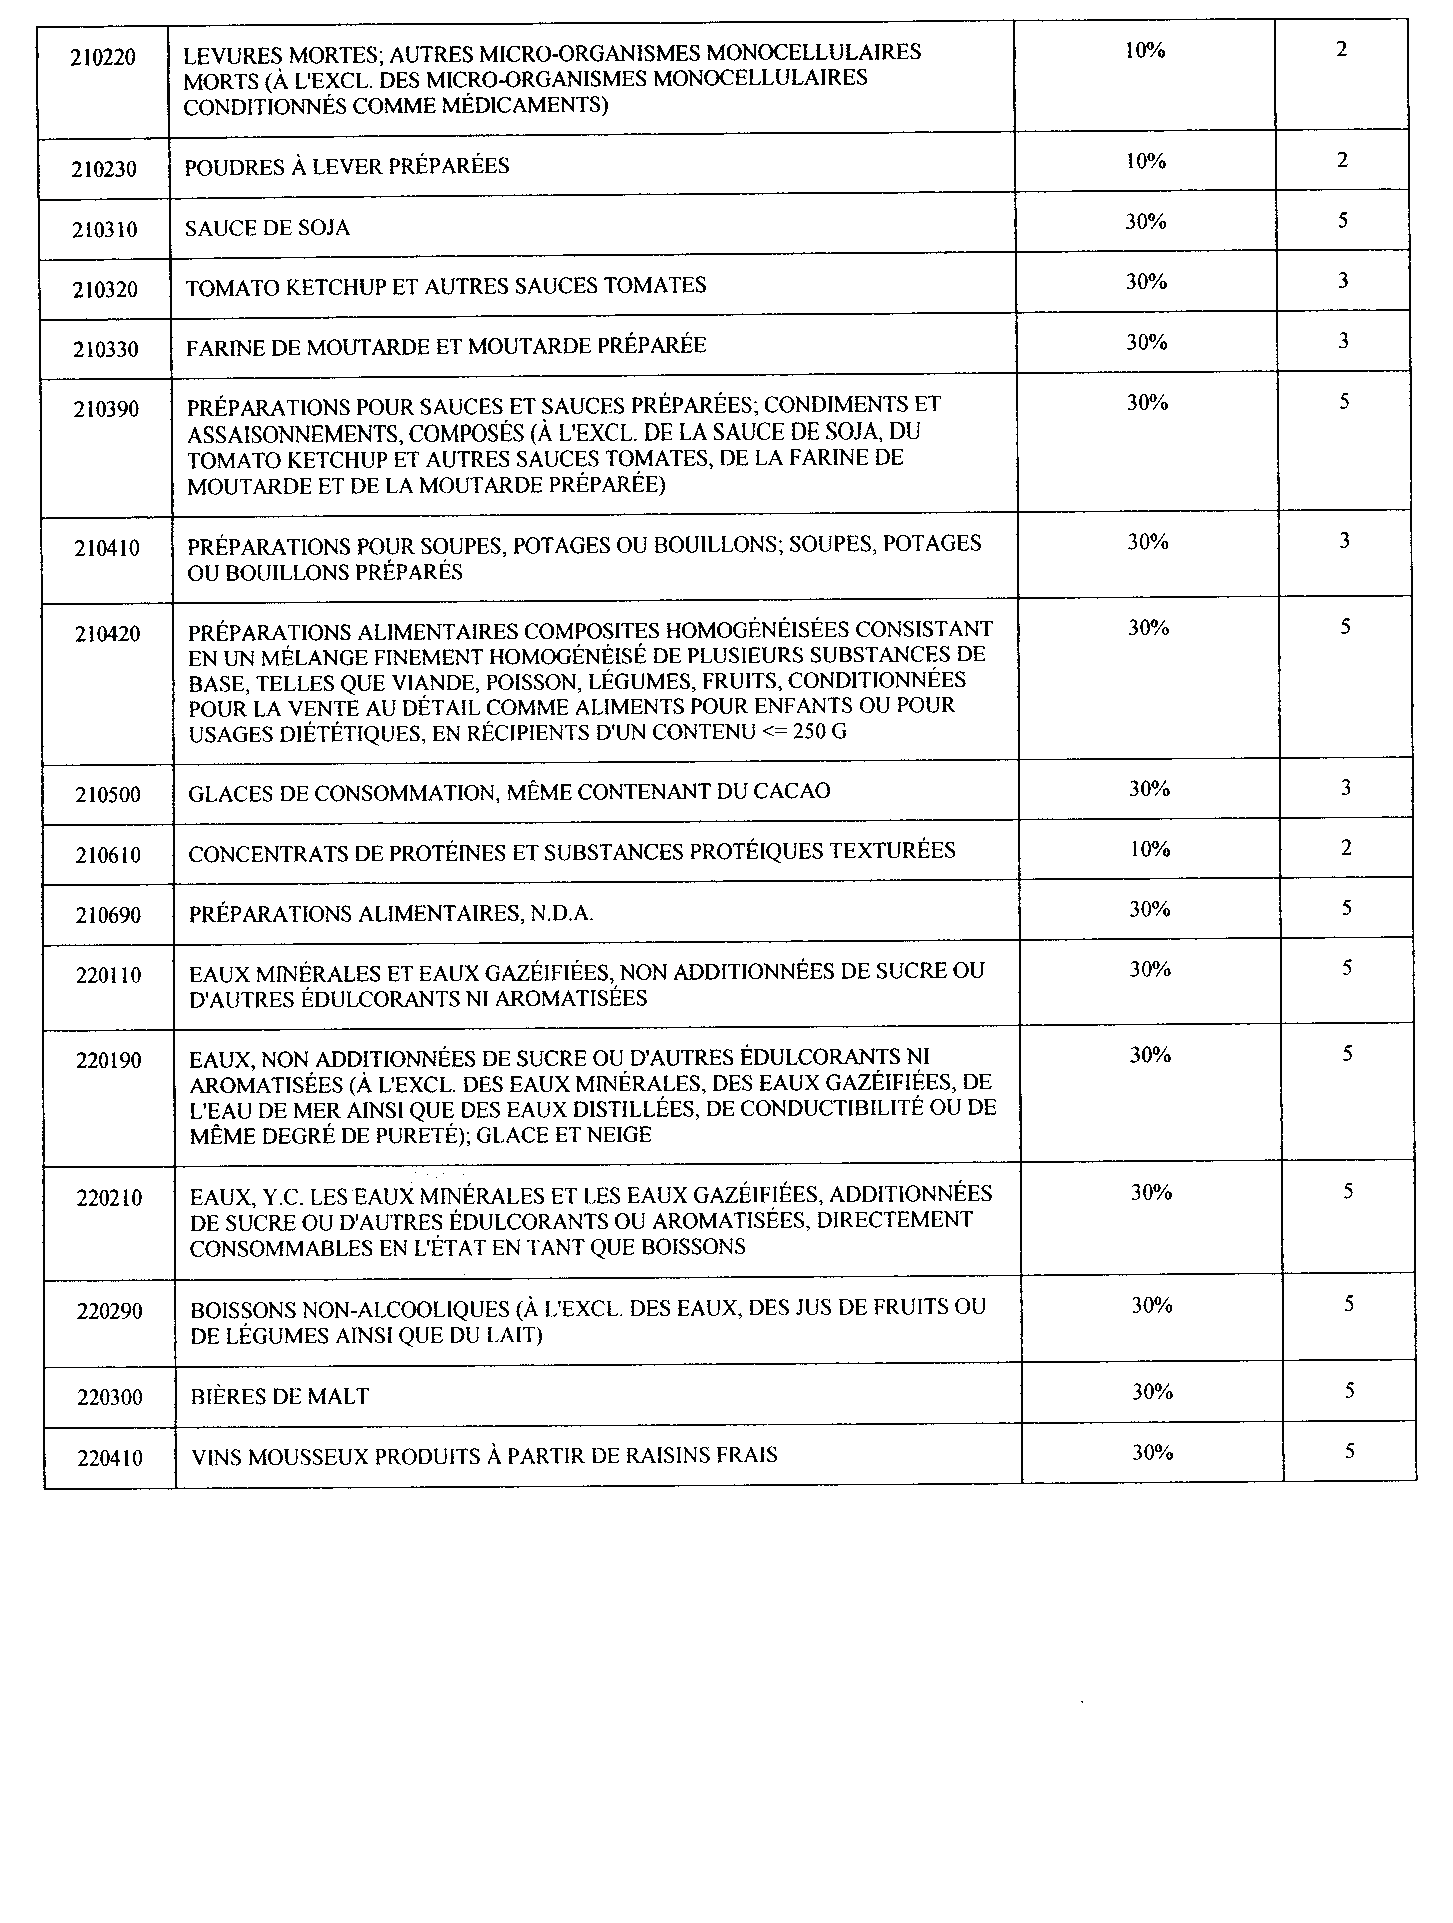 210220 LEVURES MORTES; AUTRES MICRO-ORGANISMES MONOCELLULAIRES 10% 2
MORTS (À L'EXCL. DES MICRO-ORGANISMES MONOCELLULAIRES
CONDITIONNÉS COMME MÉDICAMENTS)
210230 POUDRES À LEVER PRÉPARÉES 10% 2
210310 SAUCE DE SOJA 30% 5
210320 TOMATO KETCHUP ET AUTRES SAUCES TOMATES 30% 3
210330 FARINE DE MOUTARDE ET MOUTARDE PRÉPARÉE 30% 3
210390 PRÉPARATIONS POUR SAUCES ET SAUCES PRÉPARÉES; CONDIMENTS ET 30% 5
ASSAISONNEMENTS, COMPOSÉS (À L'EXCL. DE LA SAUCE DE SOJA, DU
TOMATO KETCHUP ET AUTRES SAUCES TOMATES, DE LA FARINE DE
MOUTARDE ET DE LA MOUTARDE PRÉPARÉE)
210410 PRÉPARATIONS POUR SOUPES, POTAGES OU BOUILLONS; SOUPES, POTAGES 30% 3
OU BOUILLONS PRÉPARÉS
210420 PRÉPARATIONS ALIMENTAIRES COMPOSITES HOMOGÉNÉISÉES CONSISTANT 30% 5
EN UN MÉLANGE FINEMENT HOMOGÉNÉISÉ DE PLUSIEURS SUBSTANCES DE
BASE, TELLES QUE VIANDE, POISSON, LÉGUMES, FRUITS, CONDITIONNÉES
POUR LA VENTE AU DÉTAIL COMME ALIMENTS POUR ENFANTS OU POUR
USAGES DIÉTÉTIQUES, EN RÉCIPIENTS D'UN CONTENU <= 250 G
210500 GLACES DE CONSOMMATION, MÊME CONTENANT DU CACAO 30% 3
210610 CONCENTRATS DE PROTÉINES ET SUBSTANCES PROTÉIQUES TEXTURÉES 10% 2
210690 PRÉPARATIONS ALIMENTAIRES, N.D.A. 30% 5
220110 EAUX MINÉRALES ET EAUX GAZÉIFIÉES, NON ADDITIONNÉES DE SUCRE OU 30% 5
D'AUTRES ÉDULCORANTS NI AROMATISÉES
220190 EAUX, NON ADDITIONNÉES DE SUCRE OU D'AUTRES ÉDULCORANTS NI 30% 5
AROMATISÉES (À L'EXCL. DES EAUX MINÉRALES, DES EAUX GAZÉIFIÉES, DE
L'EAU DE MER AINSI QUE DES EAUX DISTILLÉES, DE CONDUCTIBILITÉ OU DE
MÊME DEGRÉ DE PURETÉ); GLACE ET NEIGE
220210 EAUX, Y.C. LES EAUX MINÉRALES ET LES EAUX GAZÉIFIÉES, ADDITIONNÉES 30% 5
DE SUCRE OU D'AUTRES ÉDULCORANTS OU AROMATISÉES, DIRECTEMENT
CONSOMMABLES EN L'ÉTAT EN TANT QUE BOISSONS
220290 BOISSONS NON-ALCOOLIQUES (À L'EXCL. DES EAUX, DES JUS DE FRUITS OU 30% 5
DE LÉGUMES AINSI QUE DU LAIT)
220300 BIÈRES DE MALT 30% 5
220410 VINS MOUSSEUX PRODUITS À PARTIR DE RAISINS FRAIS 30% 5